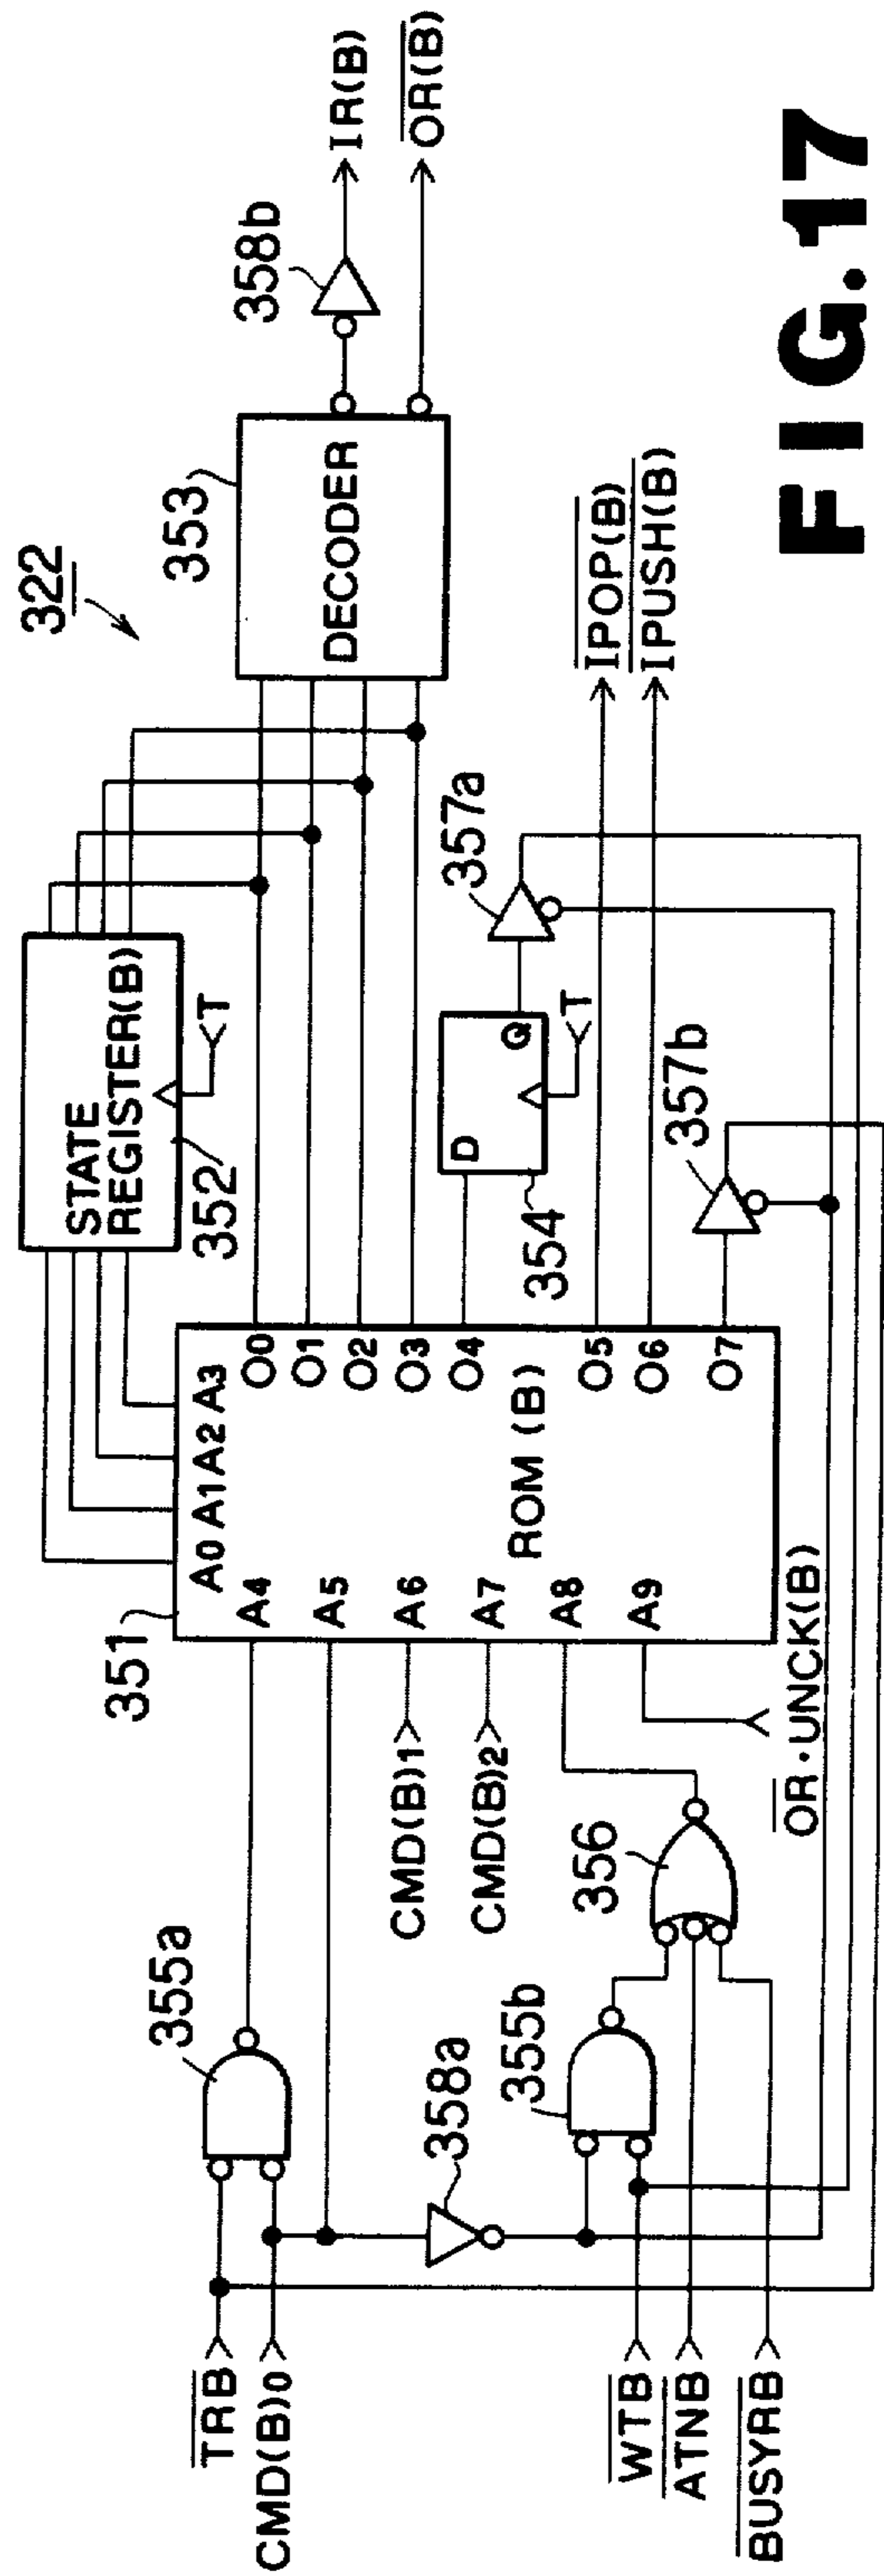 322
STATE
REGISTER(B)
T
352
351
A0 A1 A2 A3
A4
A5
A6
A7
A8
A9
ROM (B)
O0
O1
O2
O3
O4
O5
O6
O7
353
DECODER
358b
IR(B)
OR(B)
355a
TRB
CMD(B)0
358a
CMD(B)1
CMD(B)2
355b
356
WTB
ATNB
BUSYRB
OR·UNCK(B)
D
Q
T
354
357a
357b
IPOP(B)
IPUSH(B)
FIG.17